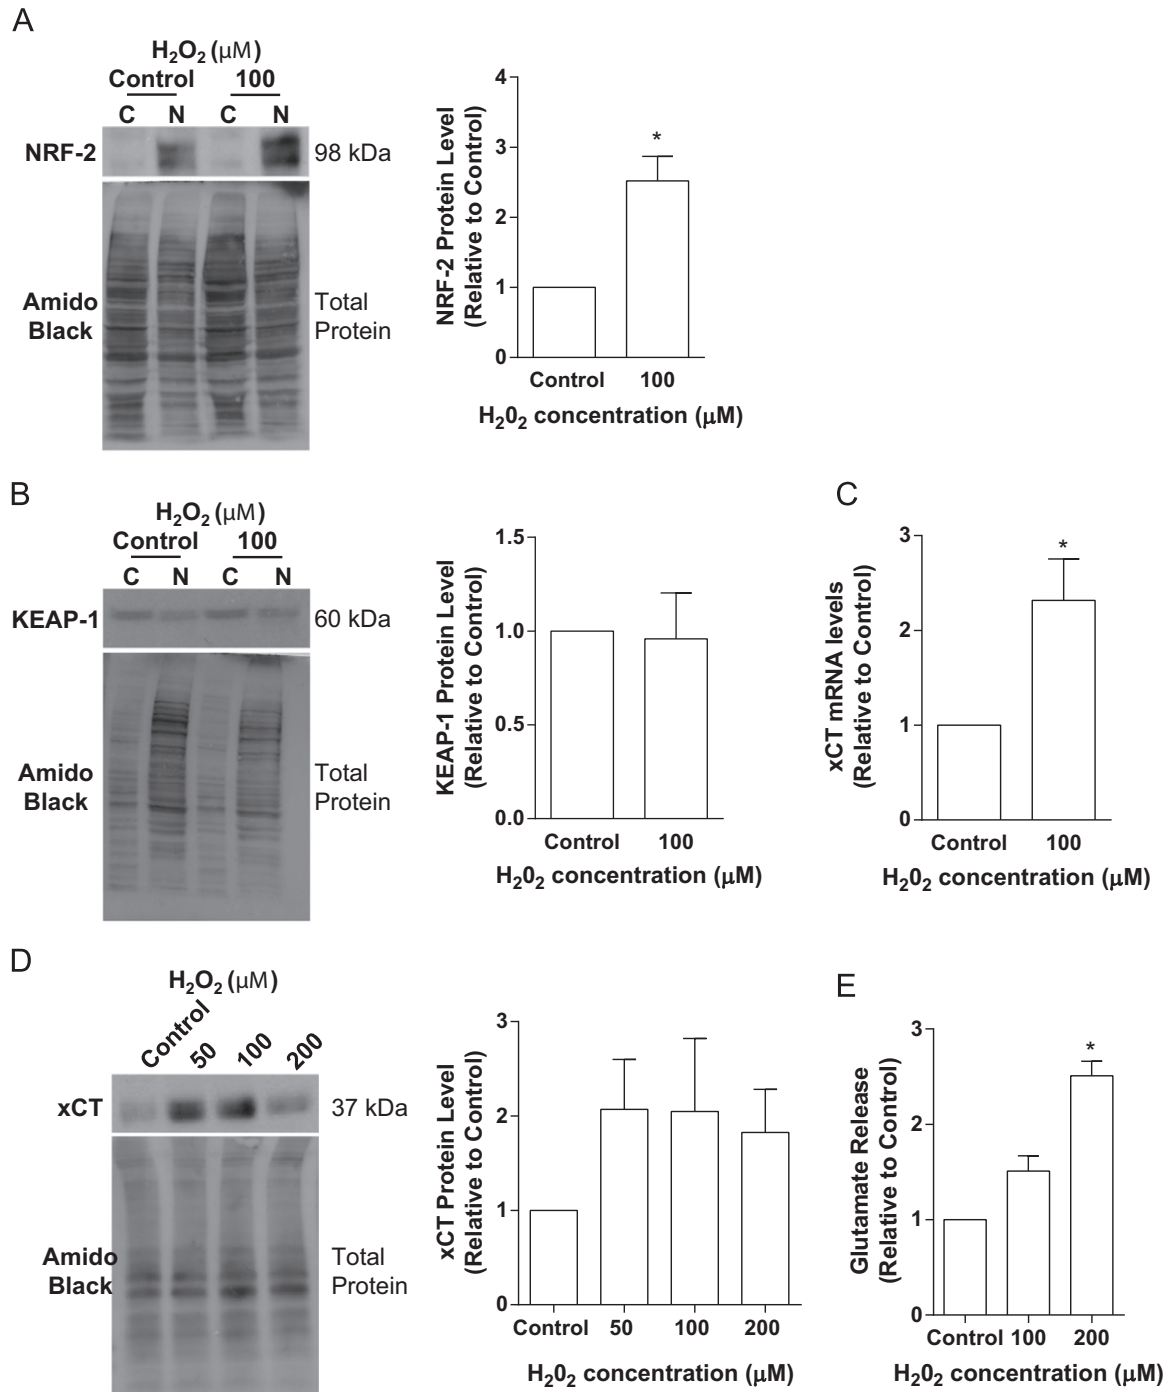 A
H₂O₂ (μM)
Control 100
C N C N
NRF-2 98 kDa
Amido
Black
Total
Protein
NRF-2 Protein Level
(Relative to Control)
4
3
2
1
0
*
Control 100
H₂0₂ concentration (μM)
B
H₂O₂ (μM)
Control 100
C N C N
KEAP-1 60 kDa
Amido
Black
Total
Protein
KEAP-1 Protein Level
(Relative to Control)
1.5
1.0
0.5
0.0
Control 100
H₂0₂ concentration (μM)
C
xCT mRNA levels
(Relative to Control)
3
2
1
0
*
Control 100
H₂0₂ concentration (μM)
D
H₂O₂ (μM)
Control 50 100 200
xCT 37 kDa
Amido
Black
Total
Protein
xCT Protein Level
(Relative to Control)
3
2
1
0
Control 50 100 200
H₂0₂ concentration (μM)
E
Glutamate Release
(Relative to Control)
3
2
1
0
*
Control 100 200
H₂0₂ concentration (μM)